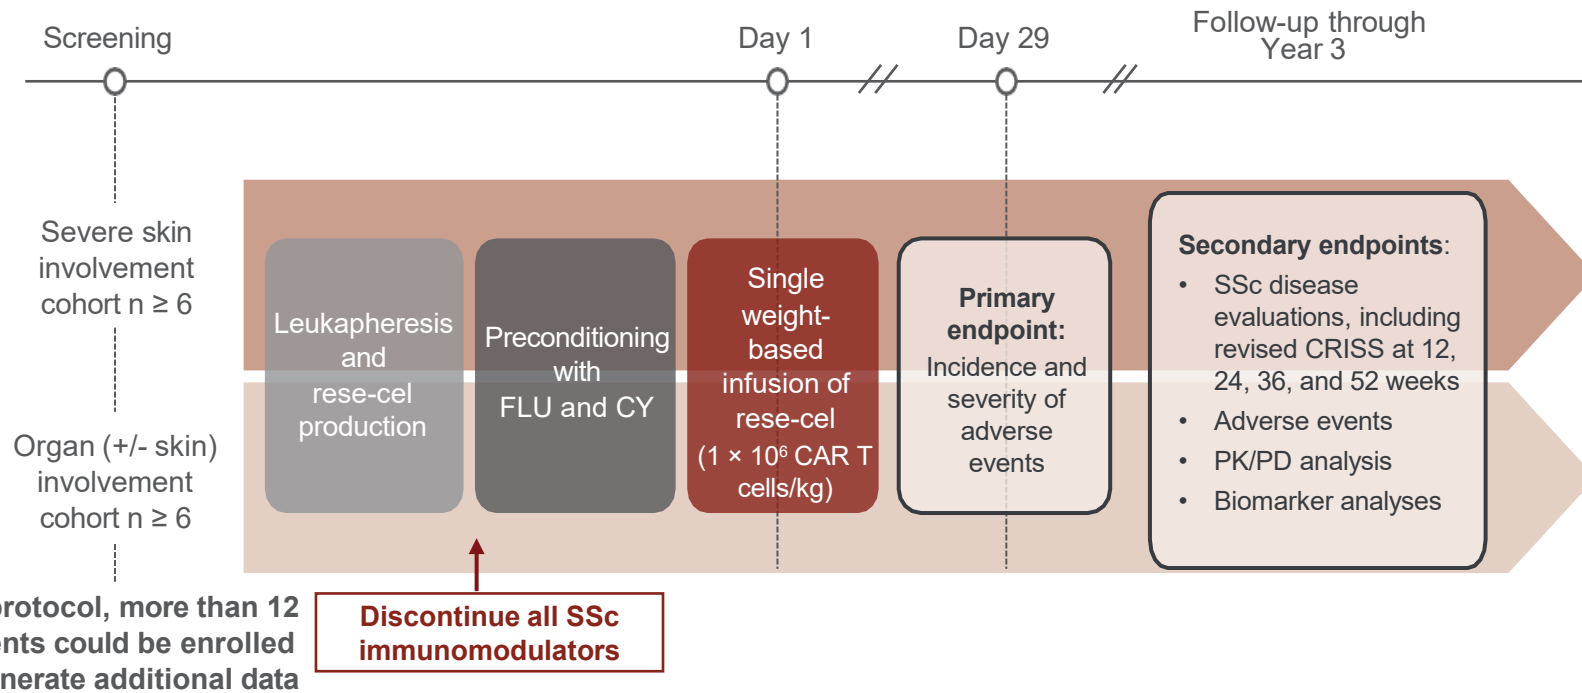 Screening
Day 1
Day 29
Follow-up through
Year 3
Severe skin
involvement
cohort n ≥ 6
Organ (+/- skin)
involvement
cohort n ≥ 6
protocol, more than 12
could be enrolled
additional data
Leukapheresis
and
rese-cel
production
Preconditioning
with
FLU and CY
Single
weight-
based
infusion of
rese-cel
(1 × 10⁶ CAR T
cells/kg)
Primary
endpoint:
Incidence and
severity of
adverse
events
Secondary endpoints:
• SSc disease
evaluations, including
revised CRISS at 12,
24, 36, and 52 weeks
• Adverse events
• PK/PD analysis
• Biomarker analyses
Discontinue all SSc
immunomodulators